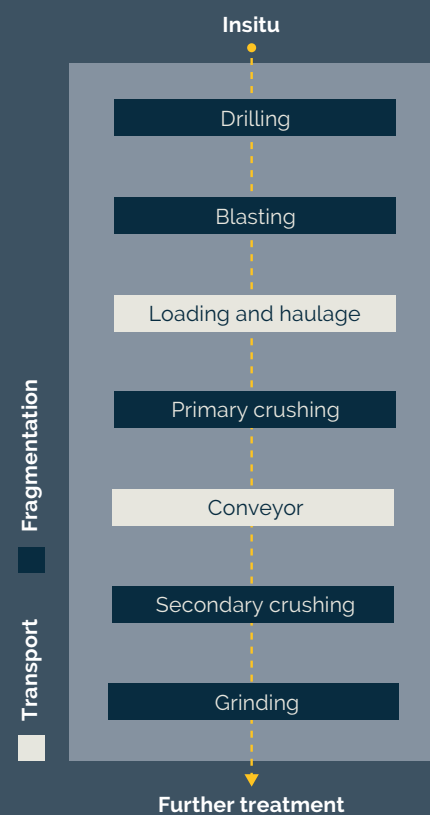 Insitu
Drilling
Blasting
Loading and haulage
Primary crushing
Conveyor
Secondary crushing
Grinding
Further treatment
Fragmentation
Transport